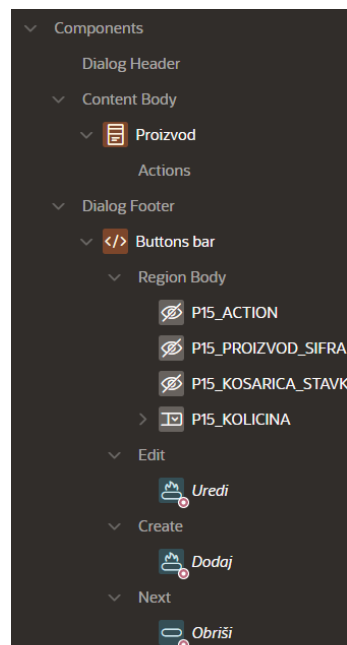 Components
Dialog Header
Content Body
Proizvod
Actions
Dialog Footer
</> Buttons bar
Region Body
P15_ACTION
P15_PROIZVOD_SIFRA
P15_KOSARICA_STAVK
P15_KOLICINA
Edit
Uredi
Create
Dodaj
Next
Obriši